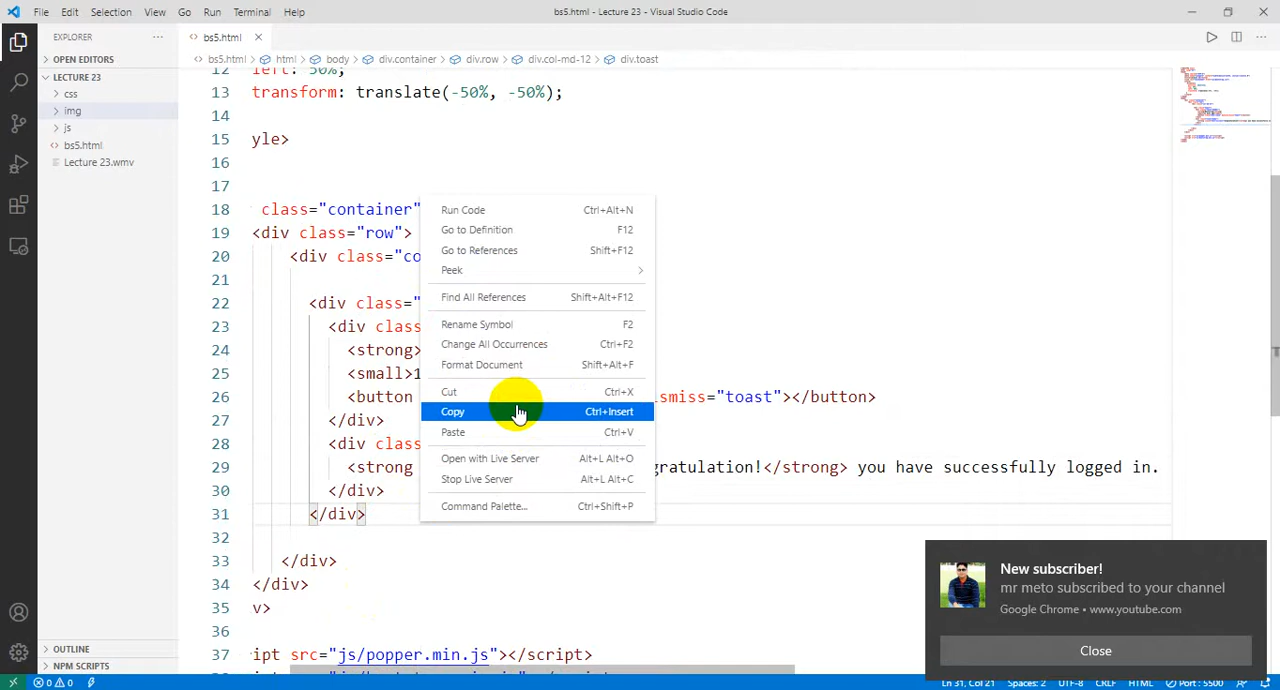 File Edit Selection View Go Run Terminal Help bs5.html - Lecture 23 - Visual Studio Code
EXPLORER ··· <> bs5.html ×
OPEN EDITORS
<> bs5.html > html > body > div.container > div.row > div.col-md-12 > div.toast
LECTURE 23
> css
> img
> js
<> bs5.html
Lecture 23.wmv
12 left: 50%;
13 transform: translate(-50%, -50%);
14
15 yle>
16
17
18 class="container"
19 <div class="row">
20 <div class="co
21
22 <div class="
23 <div clas
24 <strong>
25 <small>1
26 <button smiss="toast"></button>
27 </div>
28 <div clas
29 <strong gratulation!</strong> you have successfully logged in.
30 </div>
31 </div>
32
33 </div>
34 </div>
35 v>
36
37 ipt src="js/popper.min.js"></script>
Run Code Ctrl+Alt+N
Go to Definition F12
Go to References Shift+F12
Peek >
Find All References Shift+Alt+F12
Rename Symbol F2
Change All Occurrences Ctrl+F2
Format Document Shift+Alt+F
Cut Ctrl+X
Copy Ctrl+Insert
Paste Ctrl+V
Open with Live Server Alt+L Alt+O
Stop Live Server Alt+L Alt+C
Command Palette... Ctrl+Shift+P
New subscriber!
mr meto subscribed to your channel
Google Chrome • www.youtube.com
Close
OUTLINE
NPM SCRIPTS
0 0 Ln 31, Col 21 Spaces: 2 UTF-8 CRLF HTML Port : 5500